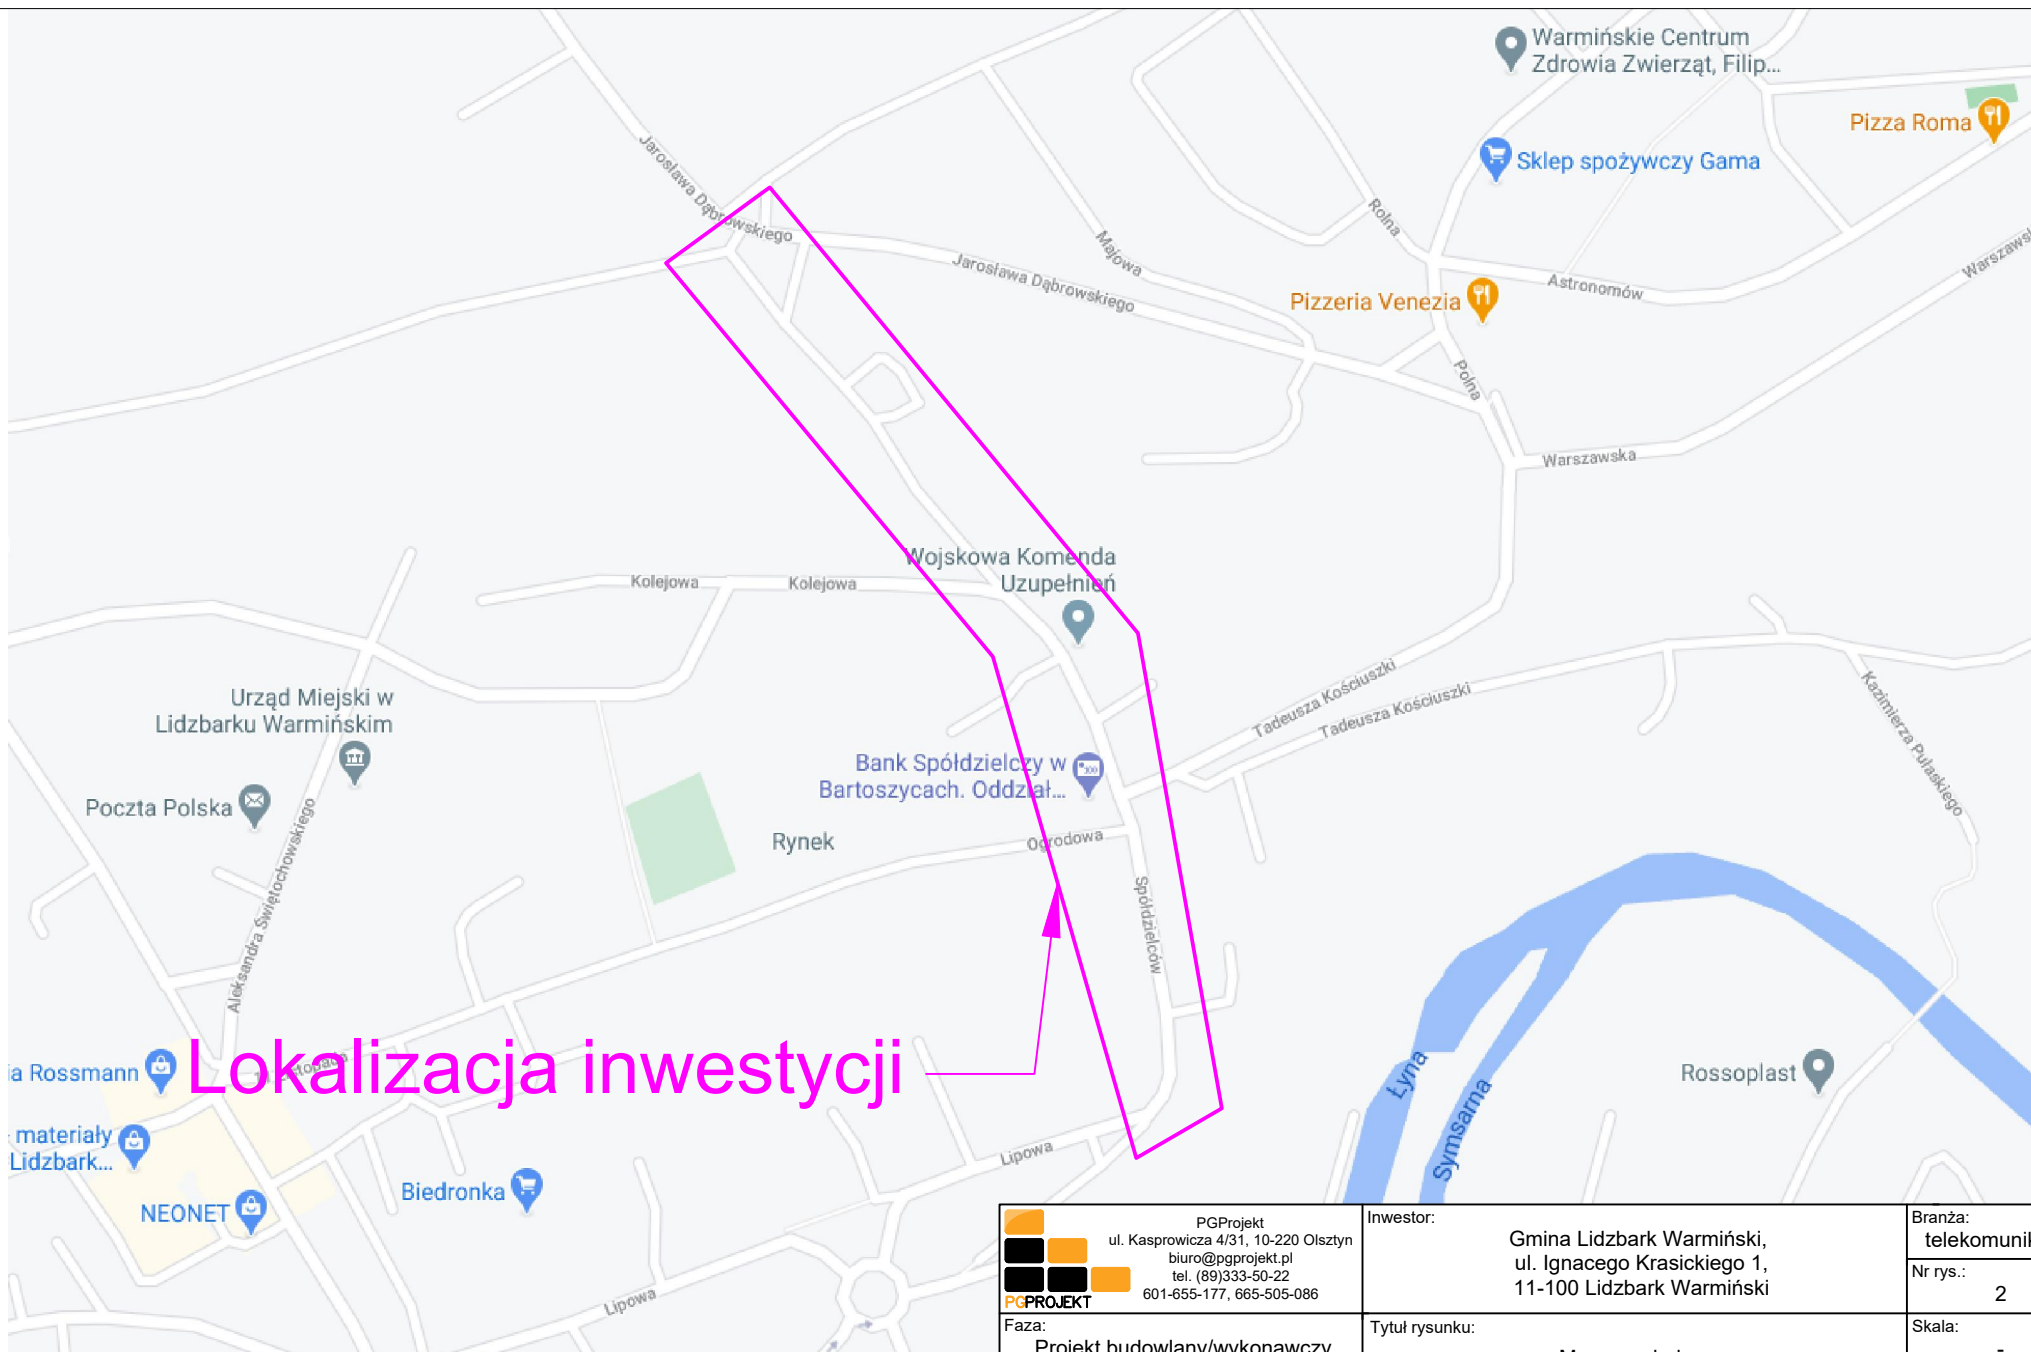 Warmińskie Centrum
Zdrowia Zwierząt, Filip...
Pizza Roma
Sklep spożywczy Gama
Jarosława Dąbrowskiego
Rolna
Majowa
Jarosława Dąbrowskiego
Pizzeria Venezia
Astronomów
Polna
Warszawska
Wojskowa Komenda
Uzupełnień
Kolejowa
Kolejowa
Urząd Miejski w
Lidzbarku Warmińskim
Tadeusza Kościuszki
Tadeusza Kościuszki
Kazimierza Pułaskiego
Bank Spółdzielczy w
Bartoszycach. Oddział...
Poczta Polska
Rynek
Ogrodowa
Aleksandra Świętochowskiego
Spółdzielców
Lokalizacja inwestycji
ia Rossmann
Łyna
Symsarna
Rossoplast
materiały
Lidzbark...
Lipowa
Biedronka
NEONET
Lipowa
PGPROJEKT
PGProjekt
ul. Kasprowicza 4/31, 10-220 Olsztyn
biuro@pgprojekt.pl
tel. (89)333-50-22
601-655-177, 665-505-086
Inwestor:
Gmina Lidzbark Warmiński,
ul. Ignacego Krasickiego 1,
11-100 Lidzbark Warmiński
Branża:
telekomunik
Nr rys.:
2
Faza:
Projekt budowlany/wykonawczy
Tytuł rysunku:
Skala: